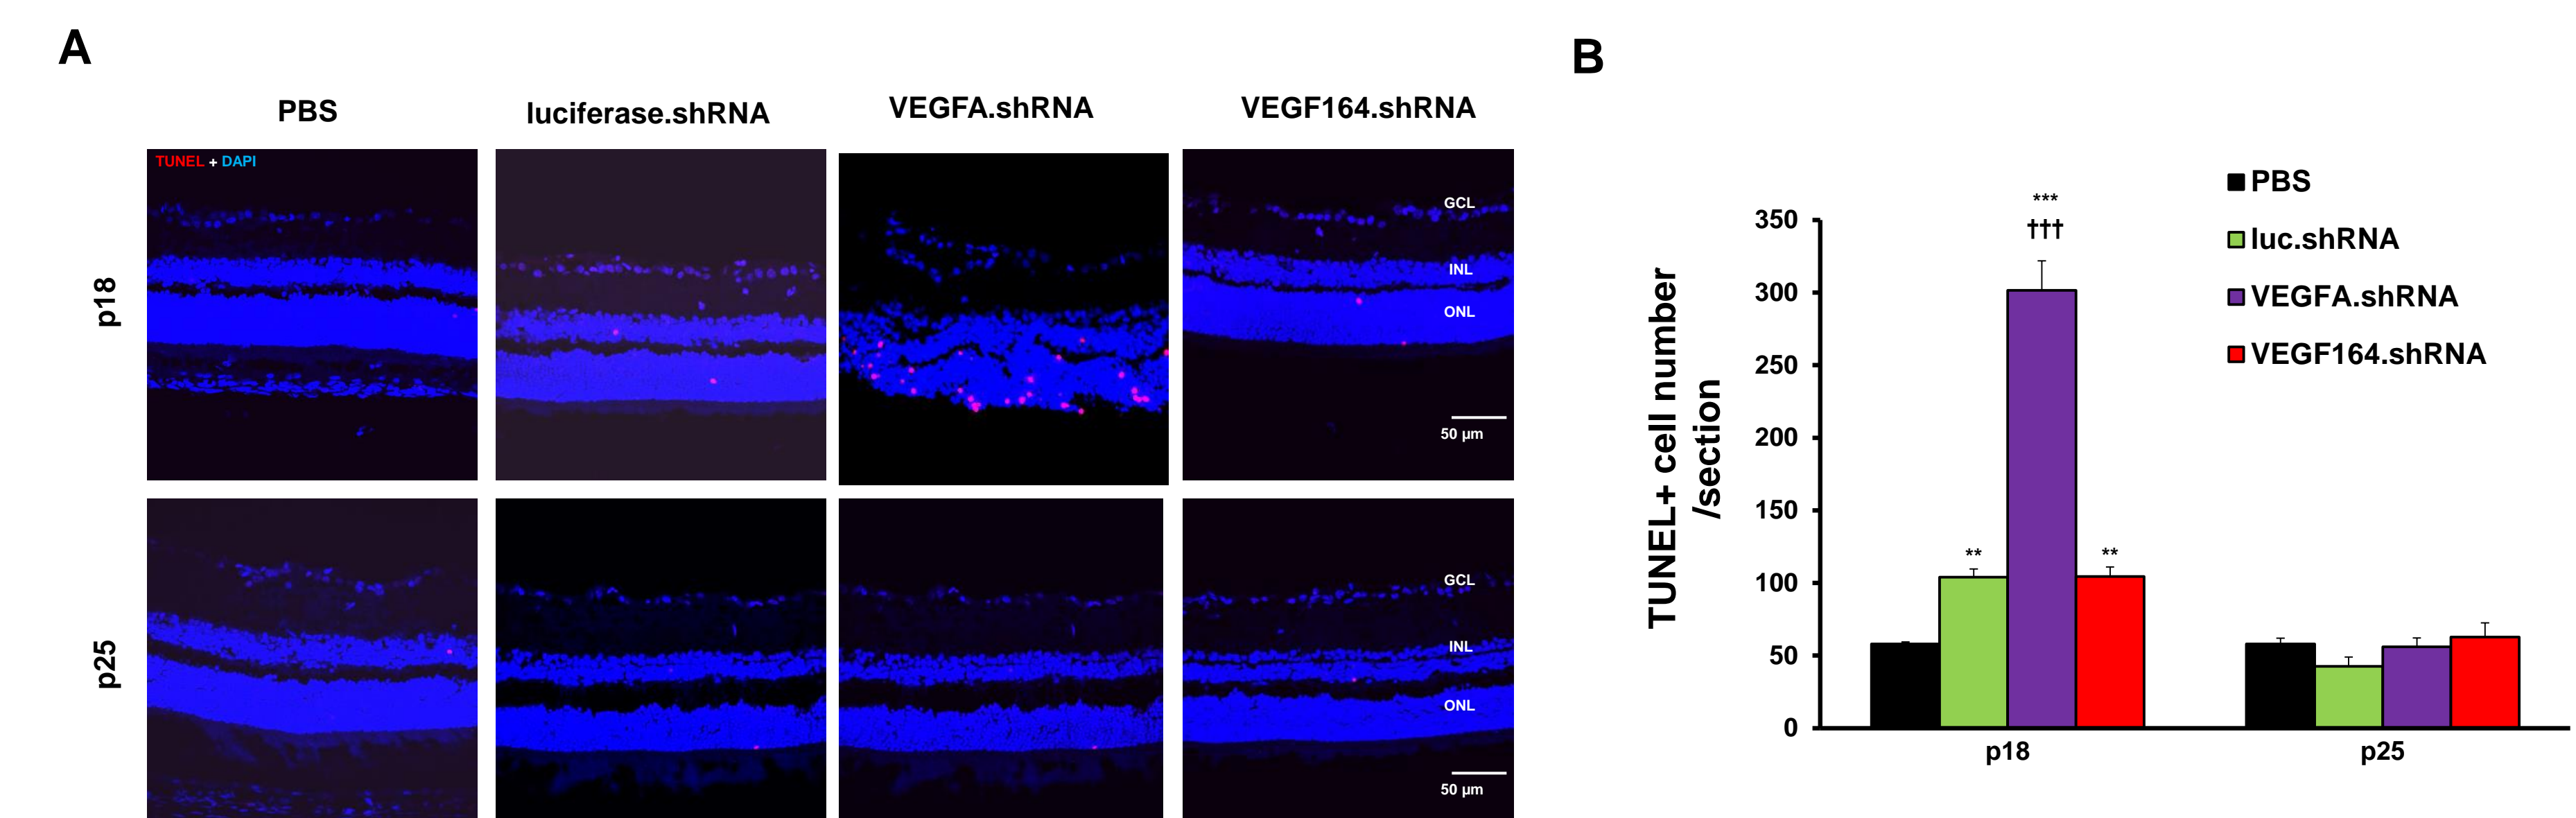 A
PBS
luciferase.shRNA
VEGFA.shRNA
VEGF164.shRNA
p18
TUNEL + DAPI
GCL
INL
ONL
50 µm
p25
GCL
INL
ONL
50 µm
B
TUNEL+ cell number
/section
350
300
250
200
150
100
50
0
***
†††
**
**
p18
p25
PBS
luc.shRNA
VEGFA.shRNA
VEGF164.shRNA